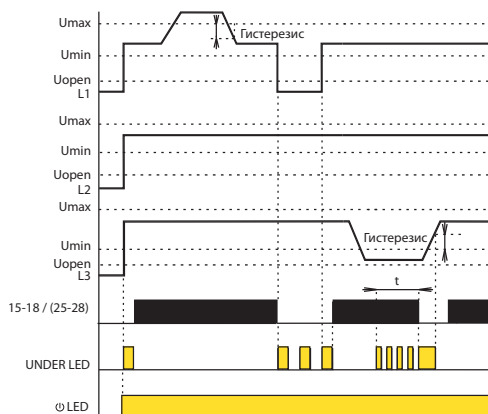 Umax
Гистерезис
Umin
Uopen
L1
Umax
Umin
Uopen
L2
Umax
Гистерезис
Umin
Uopen
L3
t
15-18 / (25-28)
UNDER LED
⏻ LED